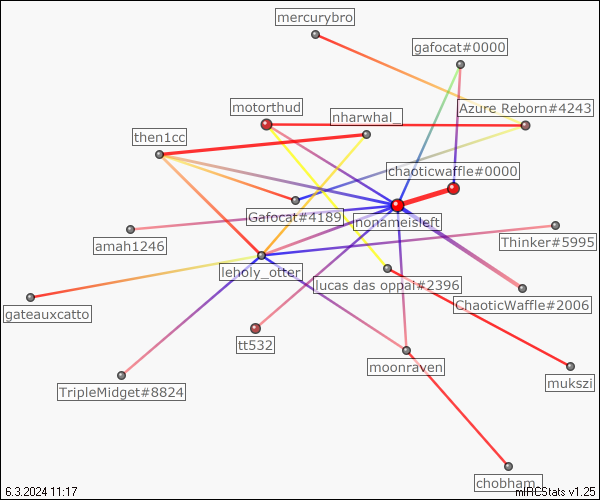 mercurybro
gafocat#0000
motorthud
Azure Reborn#4243
nharwhal_
then1cc
chaoticwaffle#0000
Gafocat#4189
nonameisleft
amah1246
Thinker#5995
leholy_otter
lucas das oppai#2396
ChaoticWaffle#2006
gateauxcatto
tt532
moonraven
TripleMidget#8824
mukszi
chobham_
6.3.2024 11:17
mIRCStats v1.25